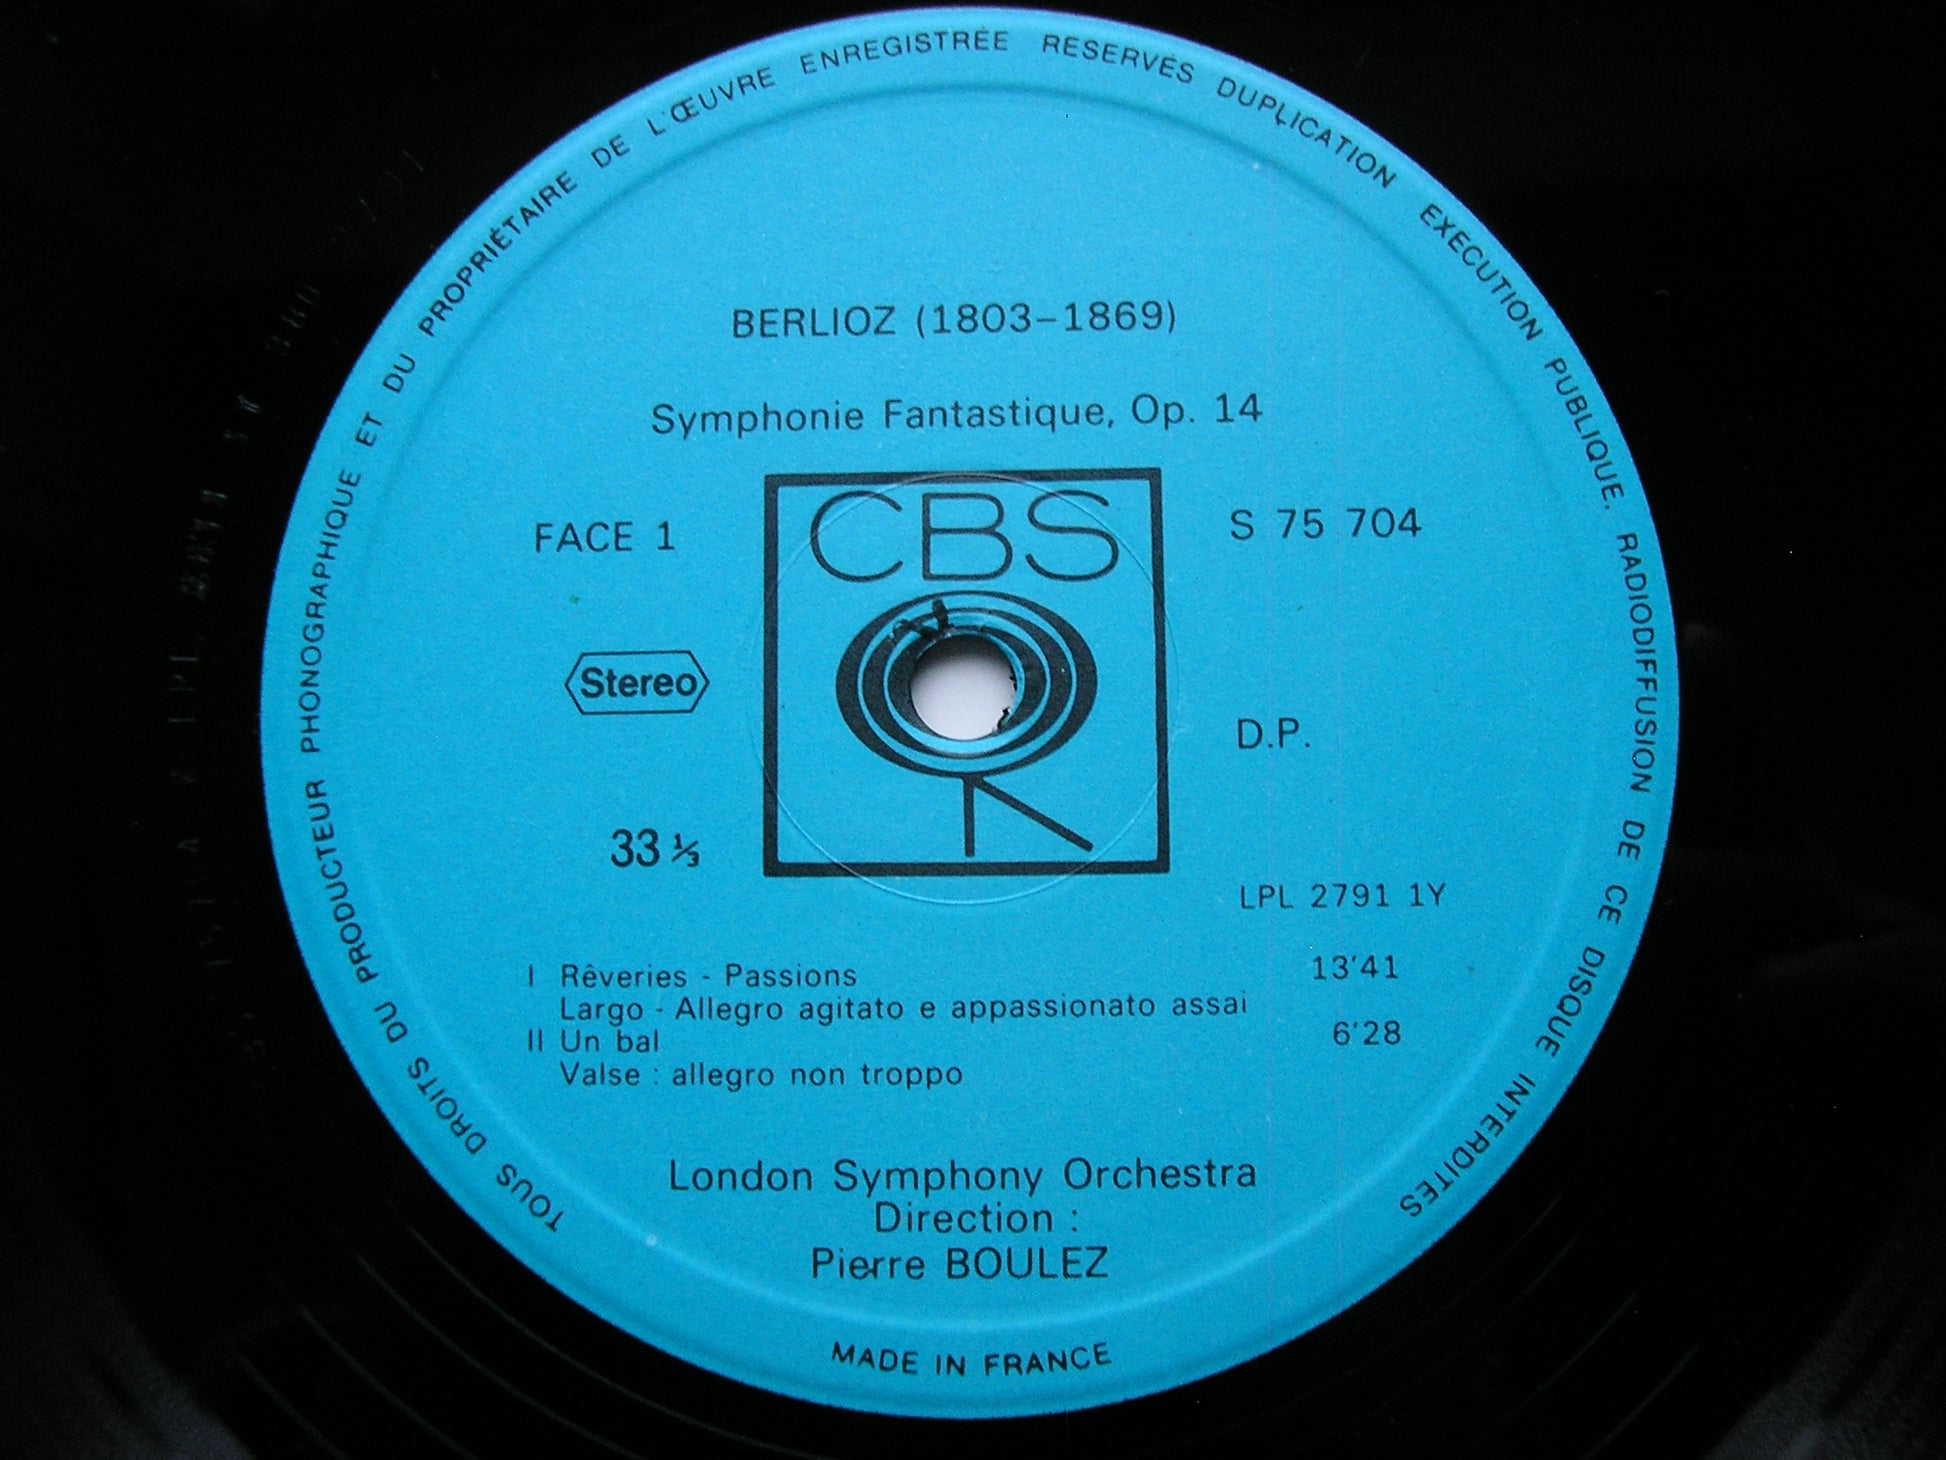 TOUS DROITS DU PRODUCTEUR PHONOGRAPHIQUE ET DU PROPRIÉTAIRE DE L'ŒUVRE ENREGISTRÉE RESERVÉS DUPLICATION EXÉCUTION PUBLIQUE. RADIODIFFUSION DE CE DISQUE INTERDITES
BERLIOZ (1803-1869)
Symphonie Fantastique, Op. 14
CBS
FACE 1
S 75 704
Stereo
D.P.
33 ⅓
LPL 2791 1Y
I Rêveries - Passions 13'41
Largo - Allegro agitato e appassionato assai
II Un bal 6'28
Valse : allegro non troppo
London Symphony Orchestra
Direction :
Pierre BOULEZ
MADE IN FRANCE